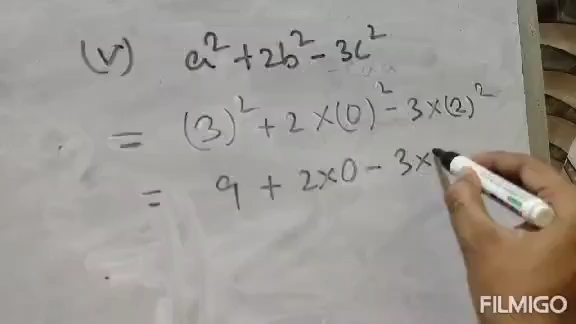 (v) a² + 2b² - 3c²
= (3)² + 2 × (0)² - 3 × (2)²
= 9 + 2×0 - 3×
FILMIGO